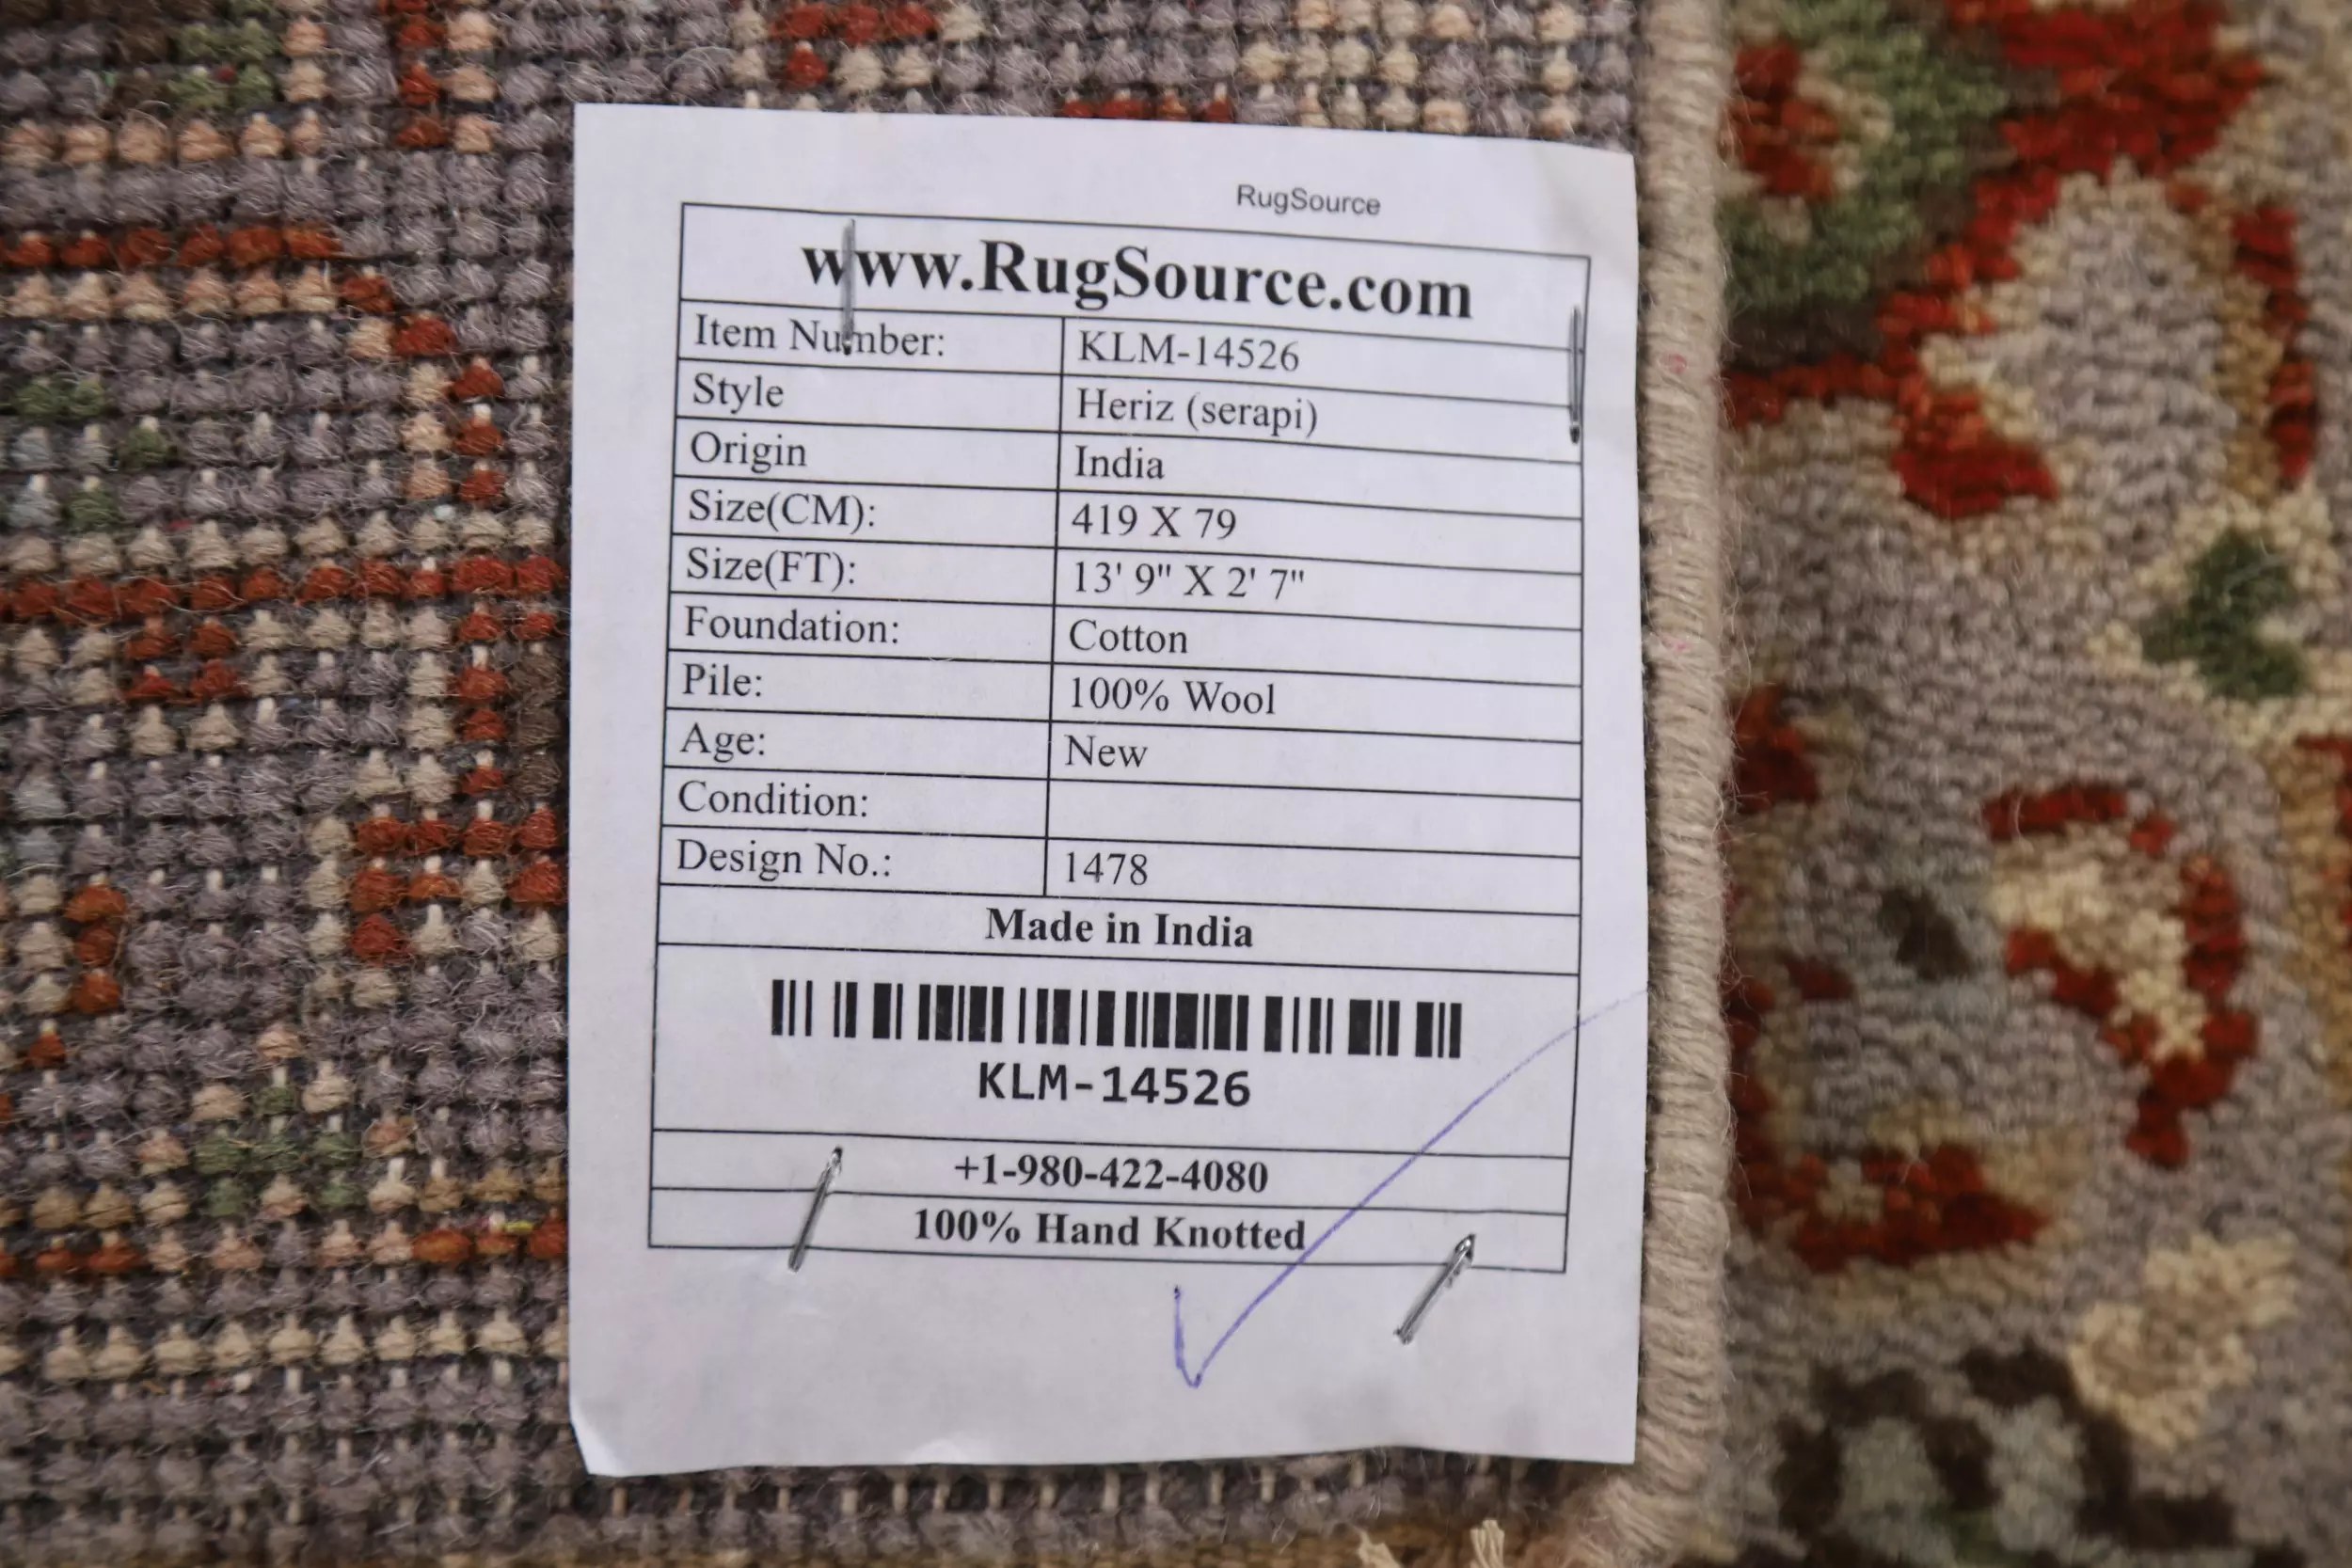 RugSource
www.RugSource.com
Item Number: KLM-14526
Style Heriz (serapi)
Origin India
Size(CM): 419 X 79
Size(FT): 13' 9" X 2' 7"
Foundation: Cotton
Pile: 100% Wool
Age: New
Condition:
Design No.: 1478
Made in India
KLM-14526
+1-980-422-4080
100% Hand Knotted